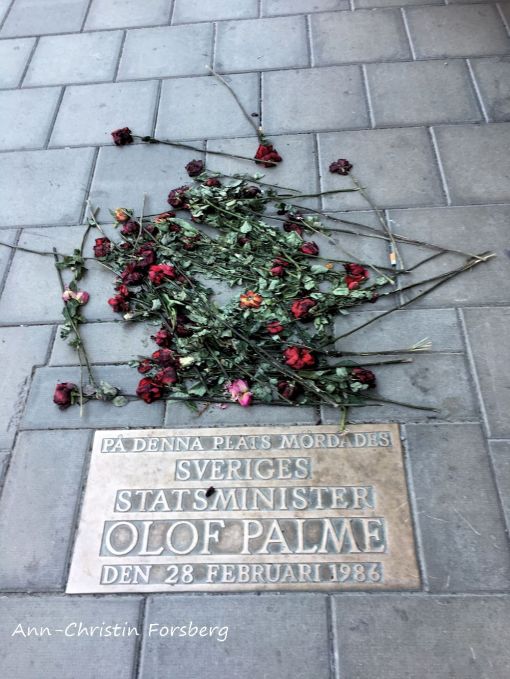 PÅ DENNA PLATS MÖRDADES
SVERIGES
STATSMINISTER
OLOF PALME
DEN 28 FEBRUARI 1986
Ann-Christin Forsberg